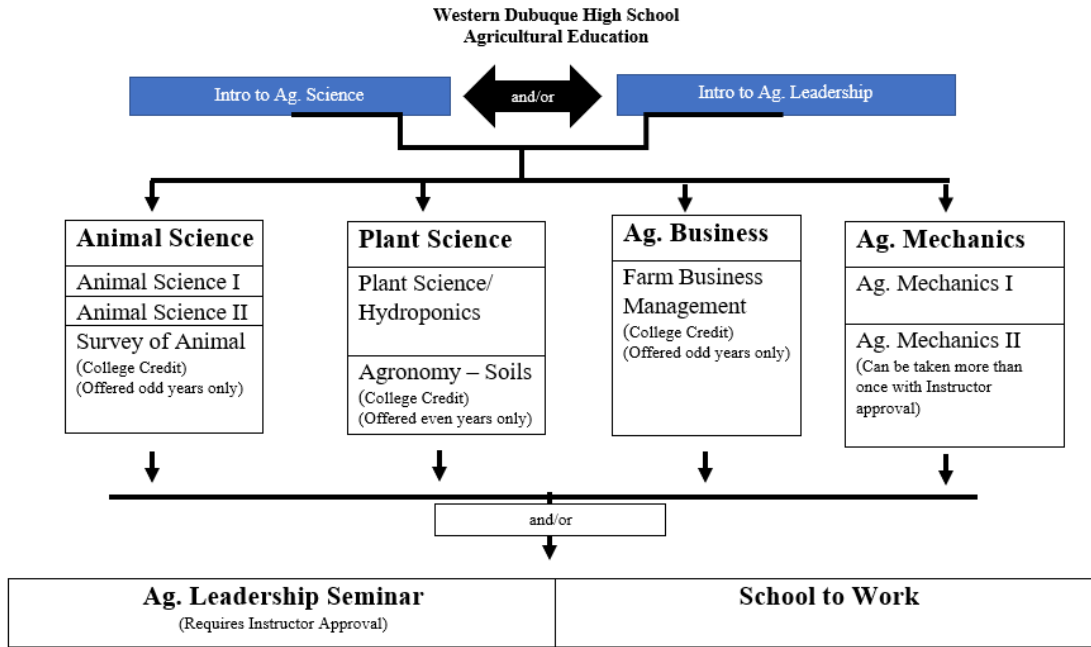 Western Dubuque High School
Agricultural Education
Intro to Ag. Science
and/or
Intro to Ag. Leadership
Animal Science
Animal Science I
Animal Science II
Survey of Animal
(College Credit)
(Offered odd years only)
Plant Science
Plant Science/
Hydroponics
Agronomy – Soils
(College Credit)
(Offered even years only)
Ag. Business
Farm Business
Management
(College Credit)
(Offered odd years only)
Ag. Mechanics
Ag. Mechanics I
Ag. Mechanics II
(Can be taken more than
once with Instructor
approval)
and/or
Ag. Leadership Seminar
(Requires Instructor Approval)
School to Work